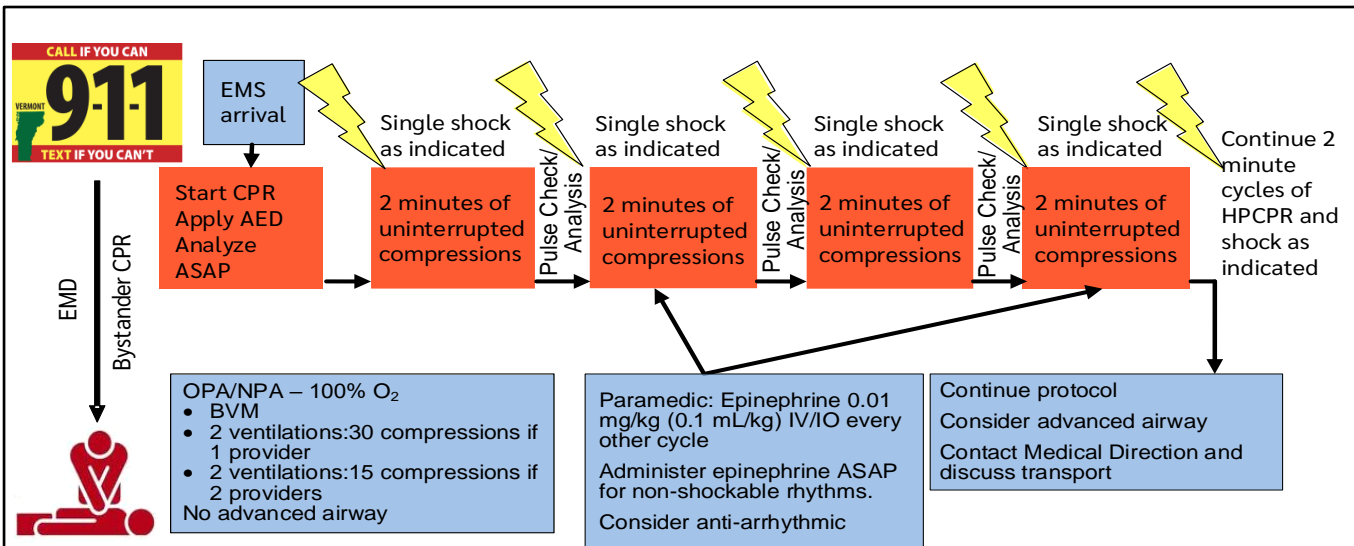 CALL IF YOU CAN
VERMONT
9-1-1
TEXT IF YOU CAN'T
EMD
Bystander CPR
EMS
arrival
Start CPR
Apply AED
Analyze
ASAP
Single shock
as indicated
2 minutes of
uninterrupted
compressions
Pulse Check/
Analysis
Single shock
as indicated
2 minutes of
uninterrupted
compressions
Pulse Check/
Analysis
Single shock
as indicated
2 minutes of
uninterrupted
compressions
Pulse Check/
Analysis
Single shock
as indicated
2 minutes of
uninterrupted
compressions
Continue 2
minute
cycles of
HPCPR and
shock as
indicated
OPA/NPA – 100% O₂
• BVM
• 2 ventilations:30 compressions if
1 provider
• 2 ventilations:15 compressions if
2 providers
No advanced airway
Paramedic: Epinephrine 0.01
mg/kg (0.1 mL/kg) IV/IO every
other cycle
Administer epinephrine ASAP
for non-shockable rhythms.
Consider anti-arrhythmic
Continue protocol
Consider advanced airway
Contact Medical Direction and
discuss transport